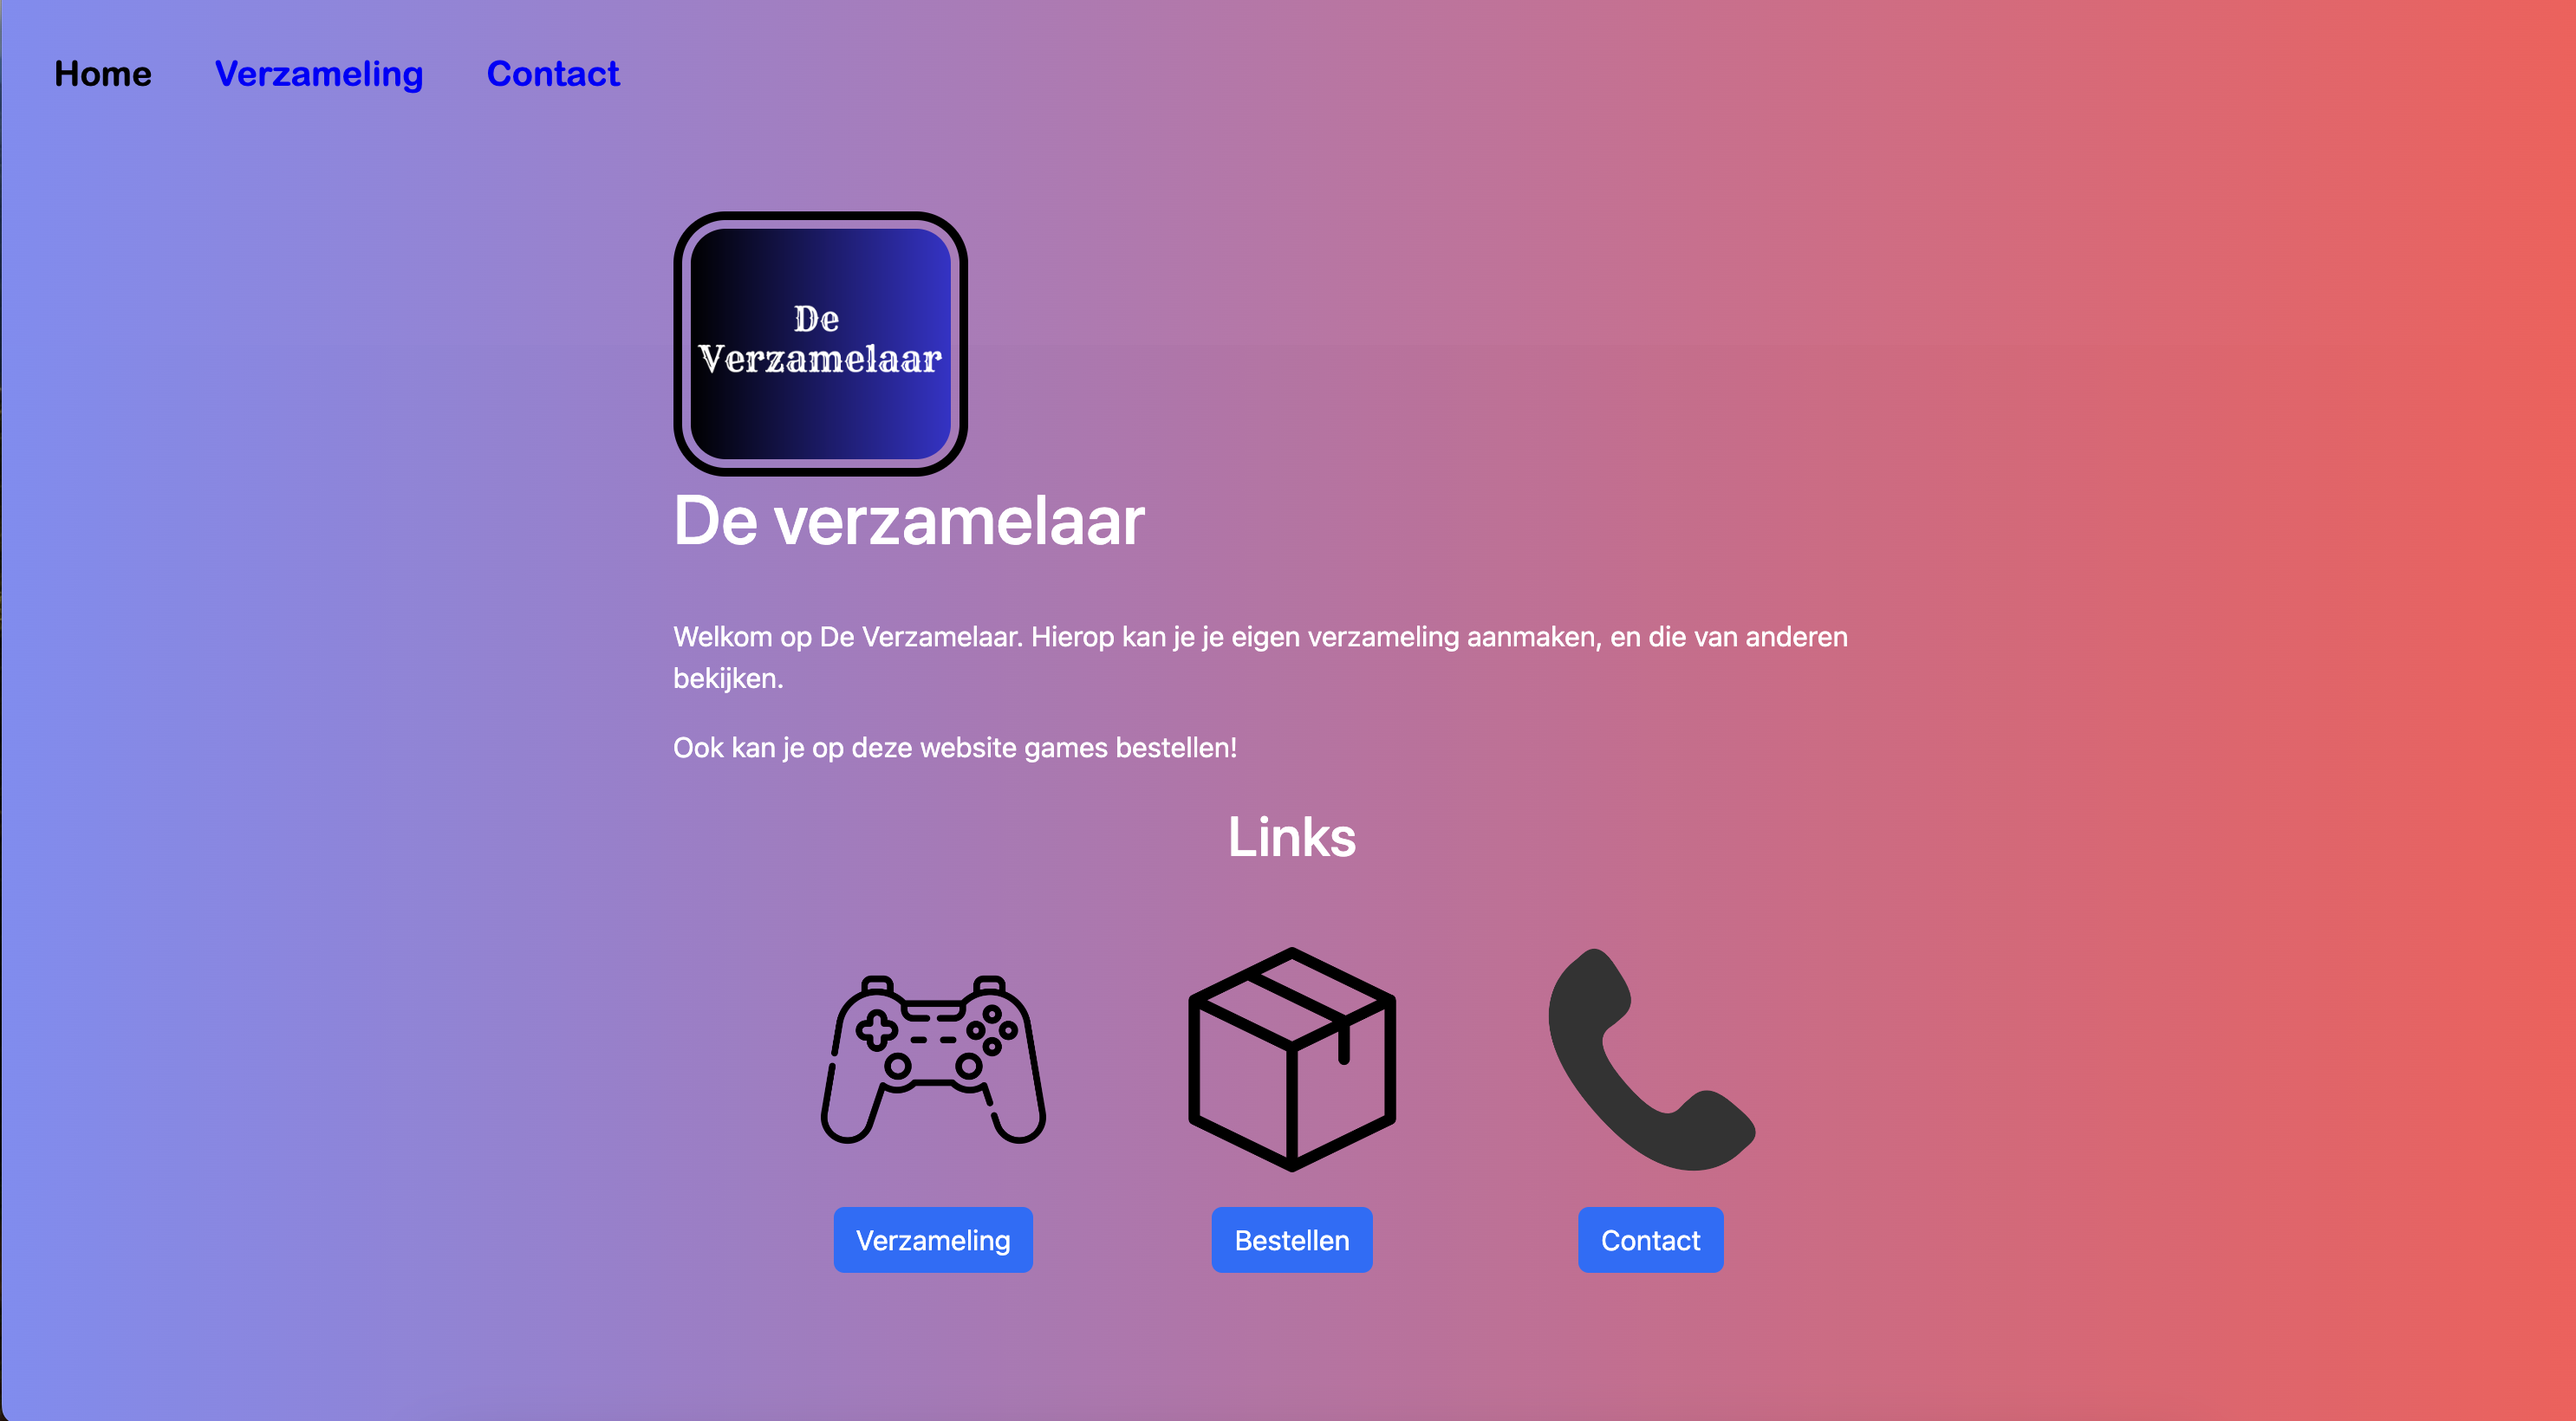 Home Verzameling Contact
De
Verzamelaar
De verzamelaar
Welkom op De Verzamelaar. Hierop kan je je eigen verzameling aanmaken, en die van anderen
bekijken.
Ook kan je op deze website games bestellen!
Links
Verzameling Bestellen Contact